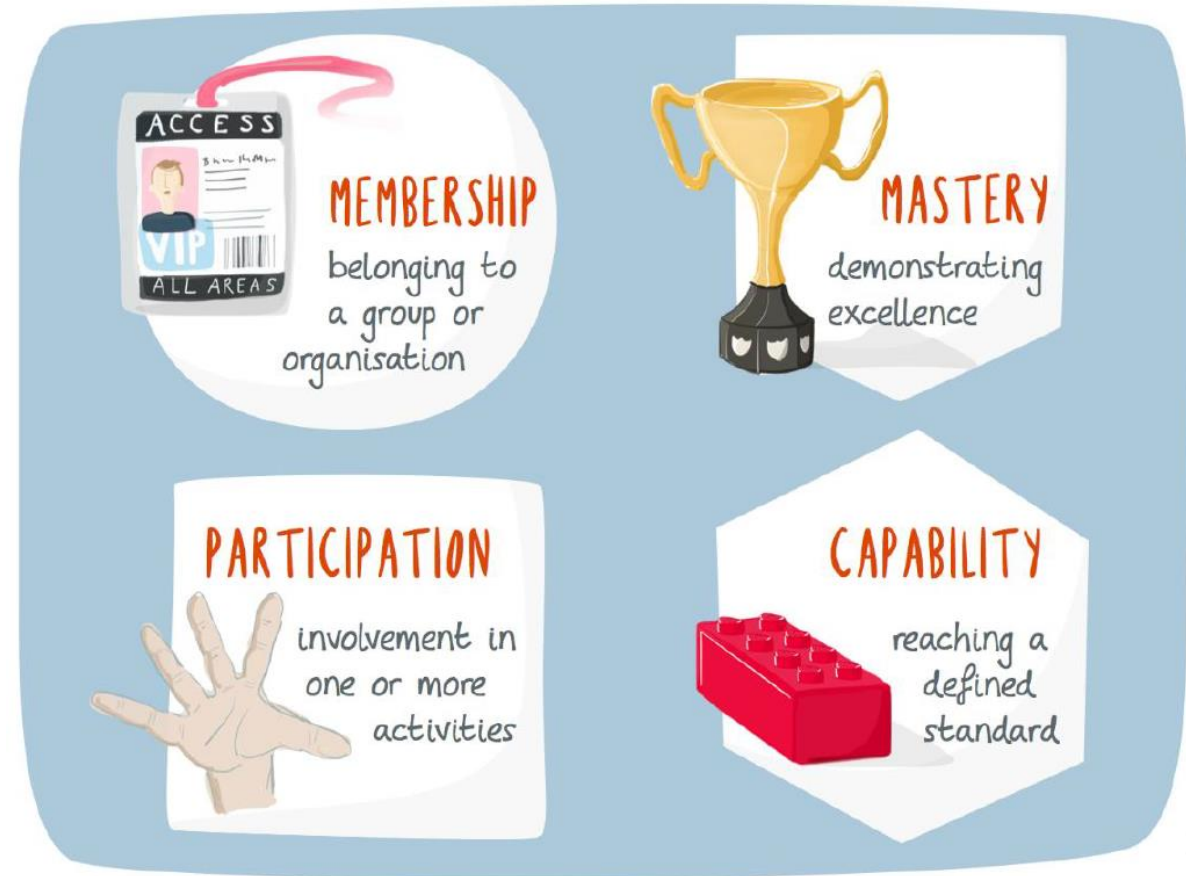 ACCESS
VIP
ALL AREAS
MEMBERSHIP
belonging to
a group or
organisation
MASTERY
demonstrating
excellence
PARTICIPATION
involvement in
one or more
activities
CAPABILITY
reaching a
defined
standard